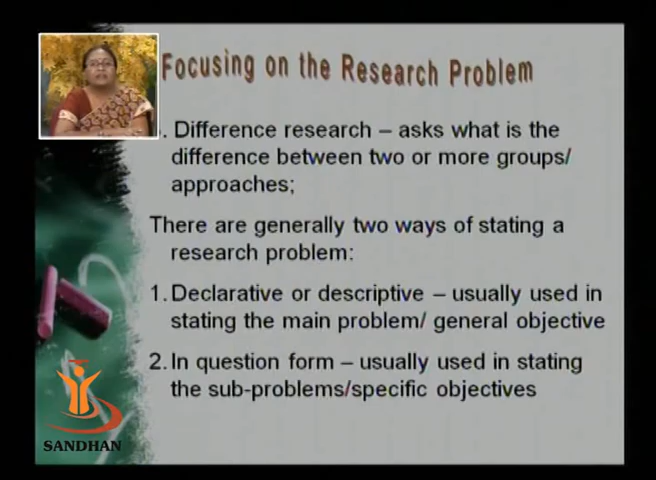 Focusing on the Research Problem
. Difference research – asks what is the
difference between two or more groups/
approaches;
There are generally two ways of stating a
research problem:
1. Declarative or descriptive – usually used in
stating the main problem/ general objective
2. In question form – usually used in stating
the sub-problems/specific objectives
SANDHAN